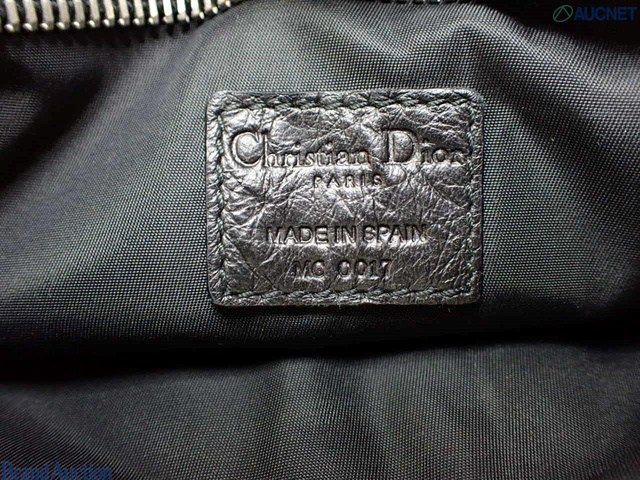 AUCNET
Christian Dior
PARIS
MADE IN SPAIN
MC 0017
Brand Auction